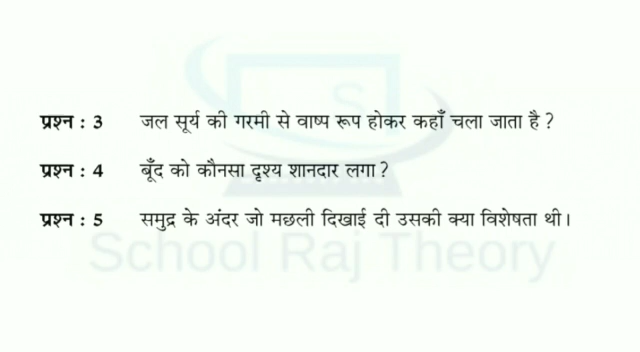 प्रश्न : 3 जल सूर्य की गरमी से वाष्प रूप होकर कहाँ चला जाता है ?
प्रश्न : 4 बूँद को कौनसा दृश्य शानदार लगा ?
प्रश्न : 5 समुद्र के अंदर जो मछली दिखाई दी उसकी क्या विशेषता थी।
School Raj Theory